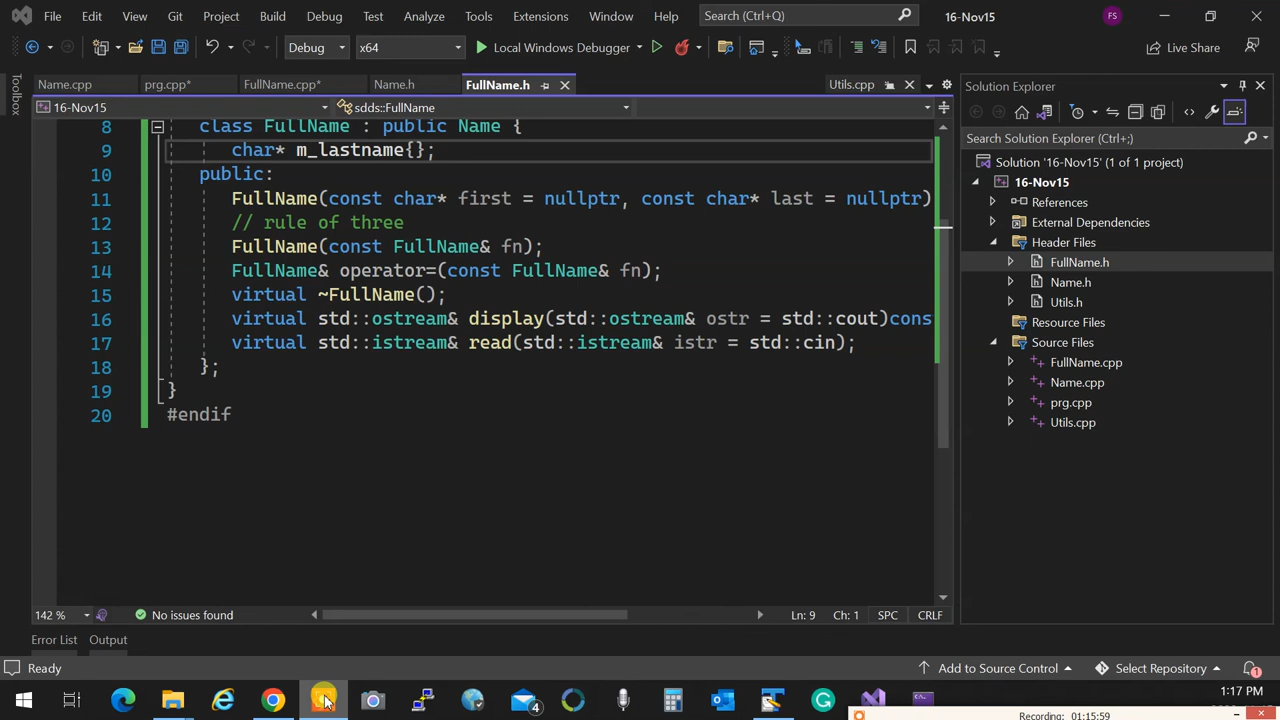 File Edit View Git Project Build Debug Test Analyze Tools Extensions Window Help Search (Ctrl+Q) 16-Nov15 FS
Debug x64 Local Windows Debugger Live Share
Toolbox
Name.cpp prg.cpp* FullName.cpp* Name.h FullName.h Utils.cpp
16-Nov15 sdds::FullName
8 class FullName : public Name {
9 char* m_lastname{};
10 public:
11 FullName(const char* first = nullptr, const char* last = nullptr)
12 // rule of three
13 FullName(const FullName& fn);
14 FullName& operator=(const FullName& fn);
15 virtual ~FullName();
16 virtual std::ostream& display(std::ostream& ostr = std::cout)cons
17 virtual std::istream& read(std::istream& istr = std::cin);
18 };
19 }
20 #endif
142 % No issues found Ln: 9 Ch: 1 SPC CRLF
Error List Output
Solution Explorer
Search Solution Explorer (Ctrl+;)
Solution '16-Nov15' (1 of 1 project)
16-Nov15
References
External Dependencies
Header Files
FullName.h
Name.h
Utils.h
Resource Files
Source Files
FullName.cpp
Name.cpp
prg.cpp
Utils.cpp
Ready Add to Source Control Select Repository 1
4
1:17 PM
Recording: 01:15:59